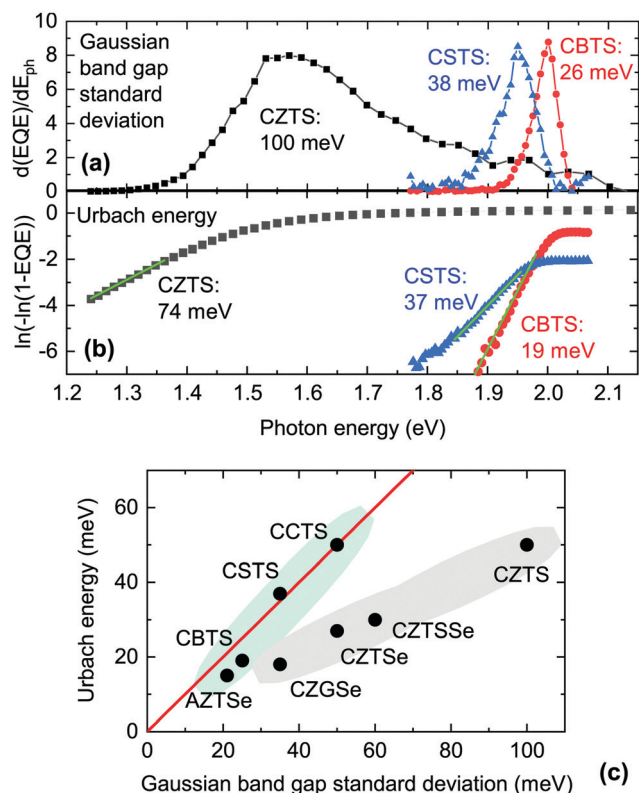 d(EQE)/dE_ph
10
8
6
4
2
0
Gaussian
band gap
standard
deviation
(a)
CZTS:
100 meV
CSTS:
38 meV
CBTS:
26 meV
ln(-ln(1-EQE))
0
-2
-4
-6
Urbach energy
CZTS:
74 meV
(b)
CSTS:
37 meV
CBTS:
19 meV
1.2 1.3 1.4 1.5 1.6 1.7 1.8 1.9 2.0 2.1
Photon energy (eV)
Urbach energy (meV)
60
40
20
0
CCTS
CSTS
CBTS
AZTSe
CZTS
CZTSSe
CZTSe
CZGSe
0 20 40 60 80 100
Gaussian band gap standard deviation (meV)
(c)